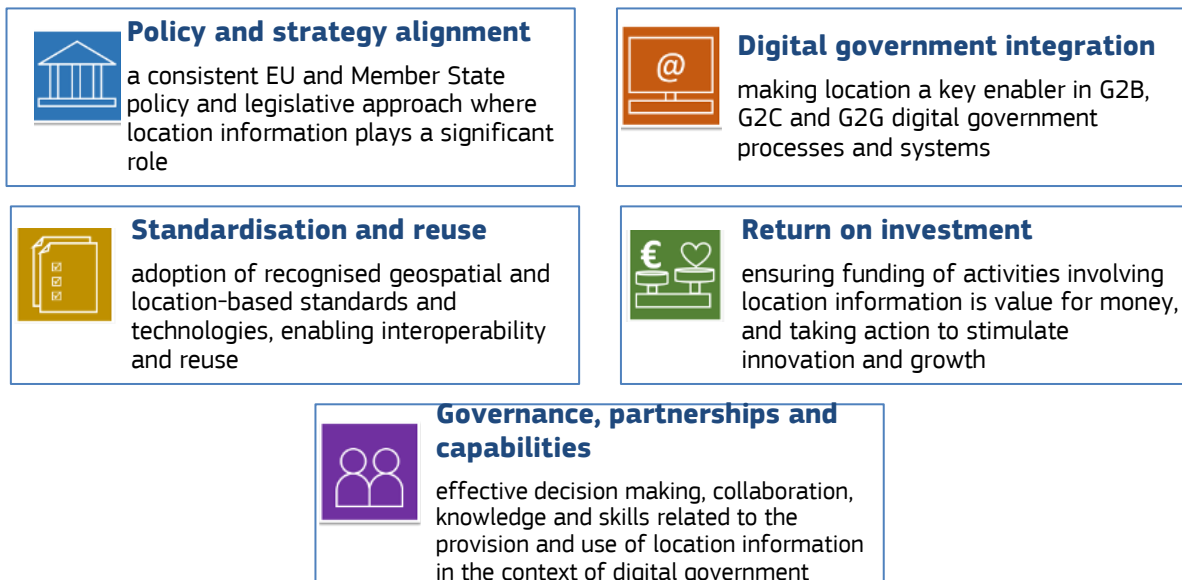 Policy and strategy alignment
a consistent EU and Member State
policy and legislative approach where
location information plays a significant
role
@
Digital government integration
making location a key enabler in G2B,
G2C and G2G digital government
processes and systems
Standardisation and reuse
adoption of recognised geospatial and
location-based standards and
technologies, enabling interoperability
and reuse
€
Return on investment
ensuring funding of activities involving
location information is value for money,
and taking action to stimulate
innovation and growth
Governance, partnerships and
capabilities
effective decision making, collaboration,
knowledge and skills related to the
provision and use of location information
in the context of digital government